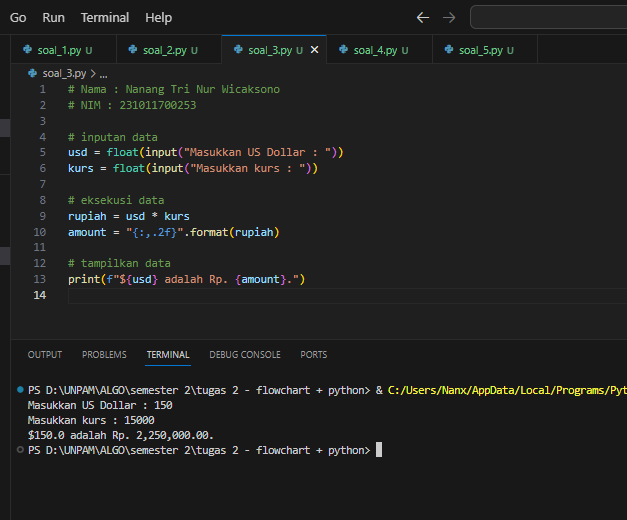 Go Run Terminal Help
soal_1.py U soal_2.py U soal_3.py U soal_4.py U soal_5.py U
soal_3.py > ...
1 # Nama : Nanang Tri Nur Wicaksono
2 # NIM : 231011700253
3
4 # inputan data
5 usd = float(input("Masukkan US Dollar : "))
6 kurs = float(input("Masukkan kurs : "))
7
8 # eksekusi data
9 rupiah = usd * kurs
10 amount = "{:,.2f}".format(rupiah)
11
12 # tampilkan data
13 print(f"${usd} adalah Rp. {amount}.")
14
OUTPUT PROBLEMS TERMINAL DEBUG CONSOLE PORTS
PS D:\UNPAM\ALGO\semester 2\tugas 2 - flowchart + python> & C:/Users/Nanx/AppData/Local/Programs/Pyt
Masukkan US Dollar : 150
Masukkan kurs : 15000
$150.0 adalah Rp. 2,250,000.00.
PS D:\UNPAM\ALGO\semester 2\tugas 2 - flowchart + python>